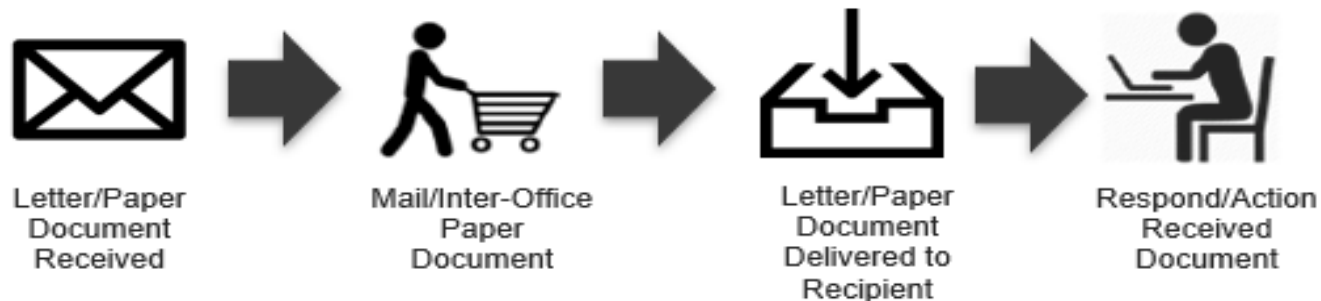 Letter/Paper
Document
Received
Mail/Inter-Office
Paper
Document
Letter/Paper
Document
Delivered to
Recipient
Respond/Action
Received
Document